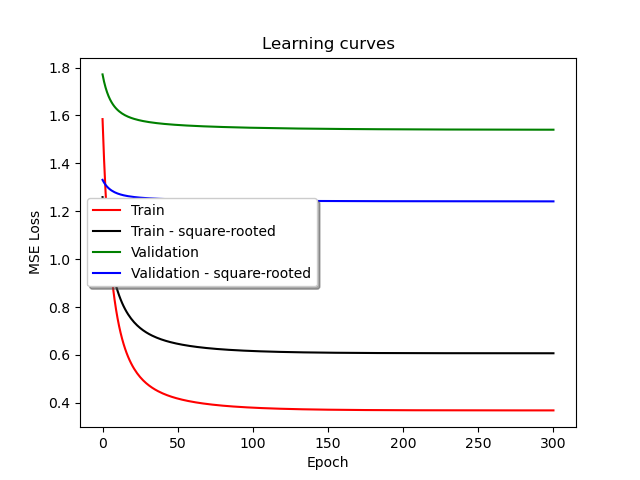 Learning curves
MSE Loss
1.8
1.6
1.4
1.2
1.0
0.8
0.6
0.4
Train
Train - square-rooted
Validation
Validation - square-rooted
0 50 100 150 200 250 300
Epoch